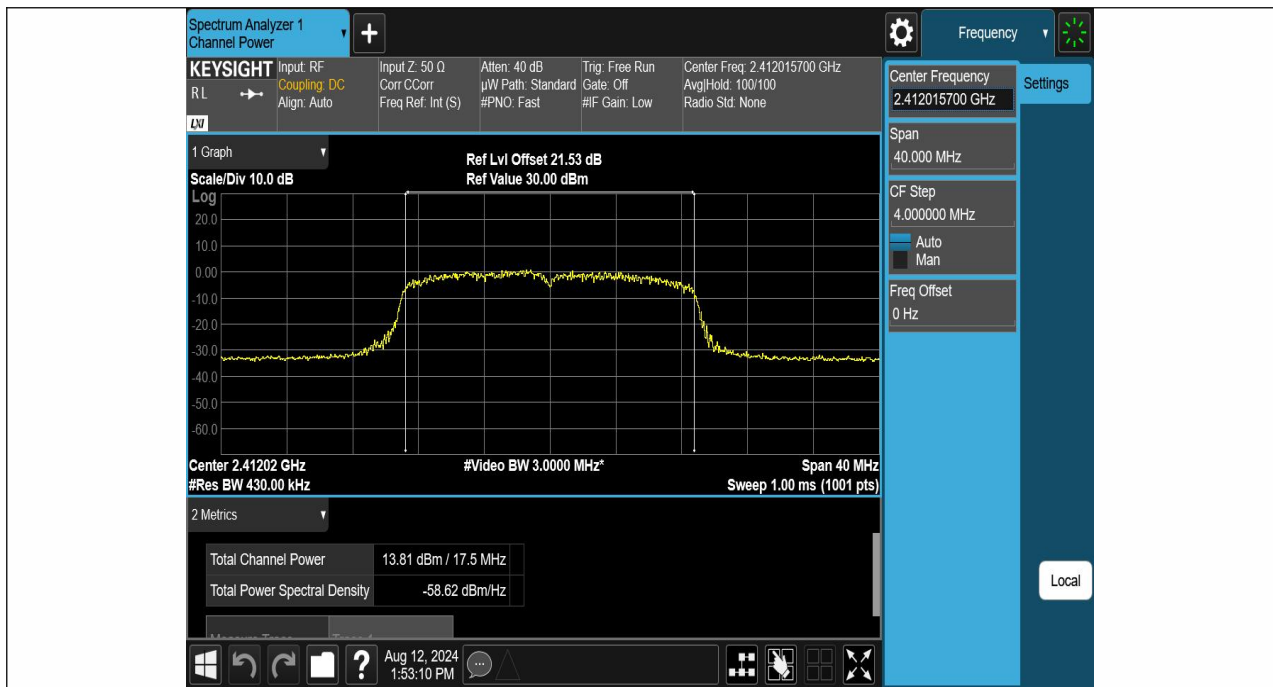 Spectrum Analyzer 1
Channel Power
Frequency
KEYSIGHT
R L
LXI
Input: RF
Coupling: DC
Align: Auto
Input Z: 50 Ω
Corr CCorr
Freq Ref: Int (S)
Atten: 40 dB
µW Path: Standard
#PNO: Fast
Trig: Free Run
Gate: Off
#IF Gain: Low
Center Freq: 2.412015700 GHz
Avg|Hold: 100/100
Radio Std: None
Center Frequency
2.412015700 GHz
Settings
Span
40.000 MHz
CF Step
4.000000 MHz
Auto
Man
Freq Offset
0 Hz
Local
1 Graph
Scale/Div 10.0 dB
Ref Lvl Offset 21.53 dB
Ref Value 30.00 dBm
Log
20.0
10.0
0.00
-10.0
-20.0
-30.0
-40.0
-50.0
-60.0
Center 2.41202 GHz
#Video BW 3.0000 MHz*
Span 40 MHz
#Res BW 430.00 kHz
Sweep 1.00 ms (1001 pts)
2 Metrics
Total Channel Power 13.81 dBm / 17.5 MHz
Total Power Spectral Density -58.62 dBm/Hz
?
Aug 12, 2024
1:53:10 PM